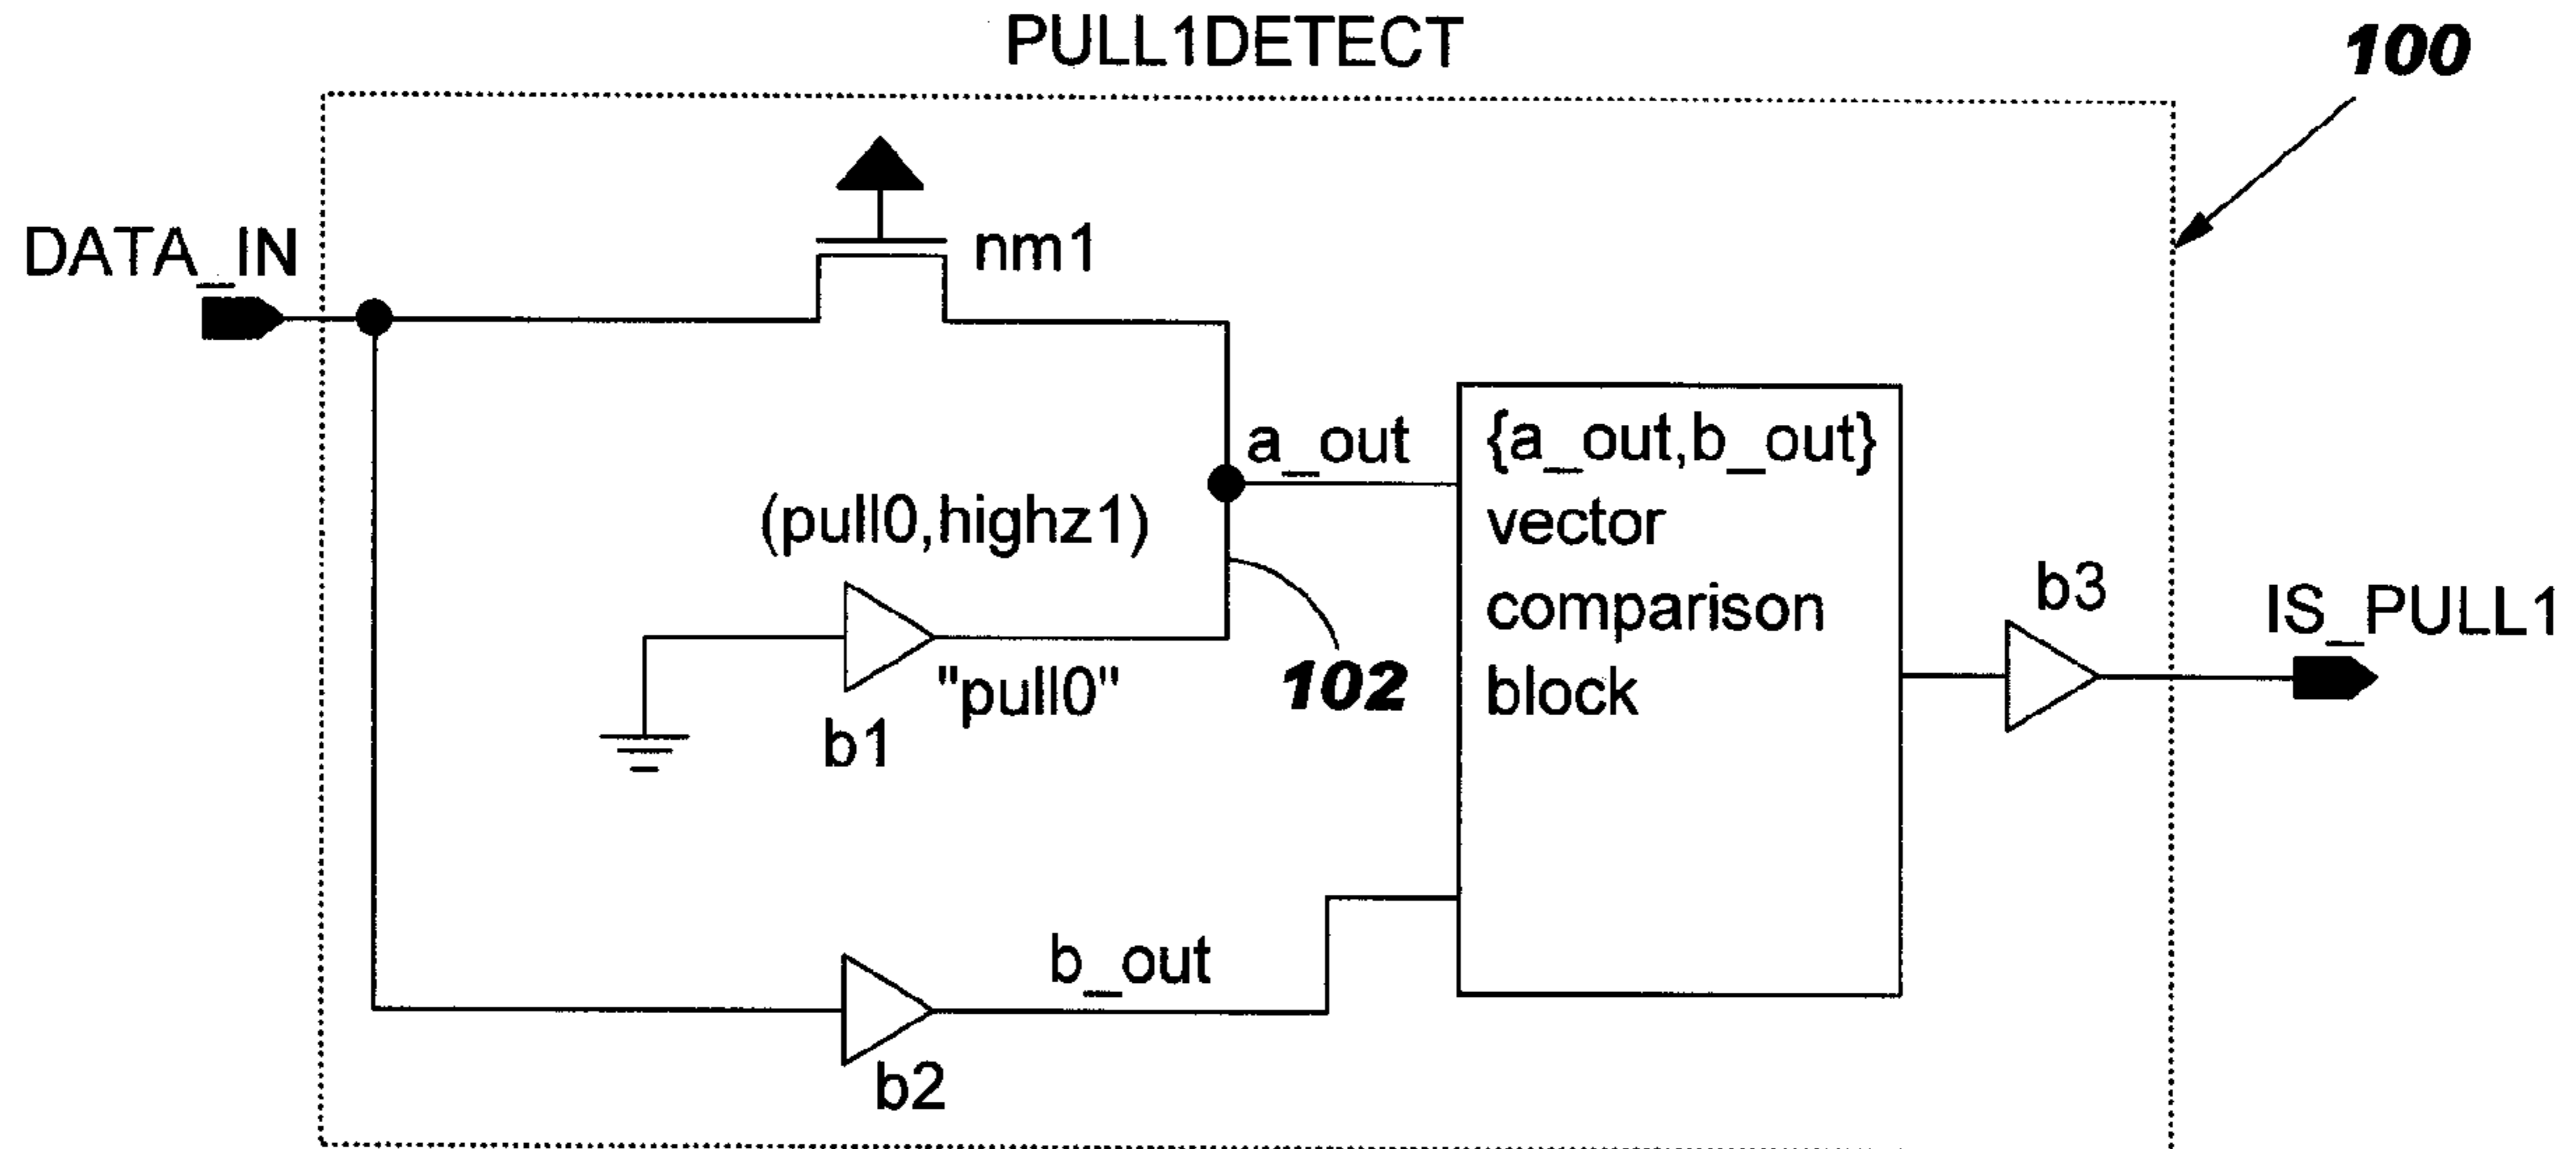 PULL1DETECT
100
DATA_IN
nm1
a_out
{a_out,b_out}
vector
comparison
block
(pull0,highz1)
"pull0"
b1
102
b3
IS_PULL1
b_out
b2